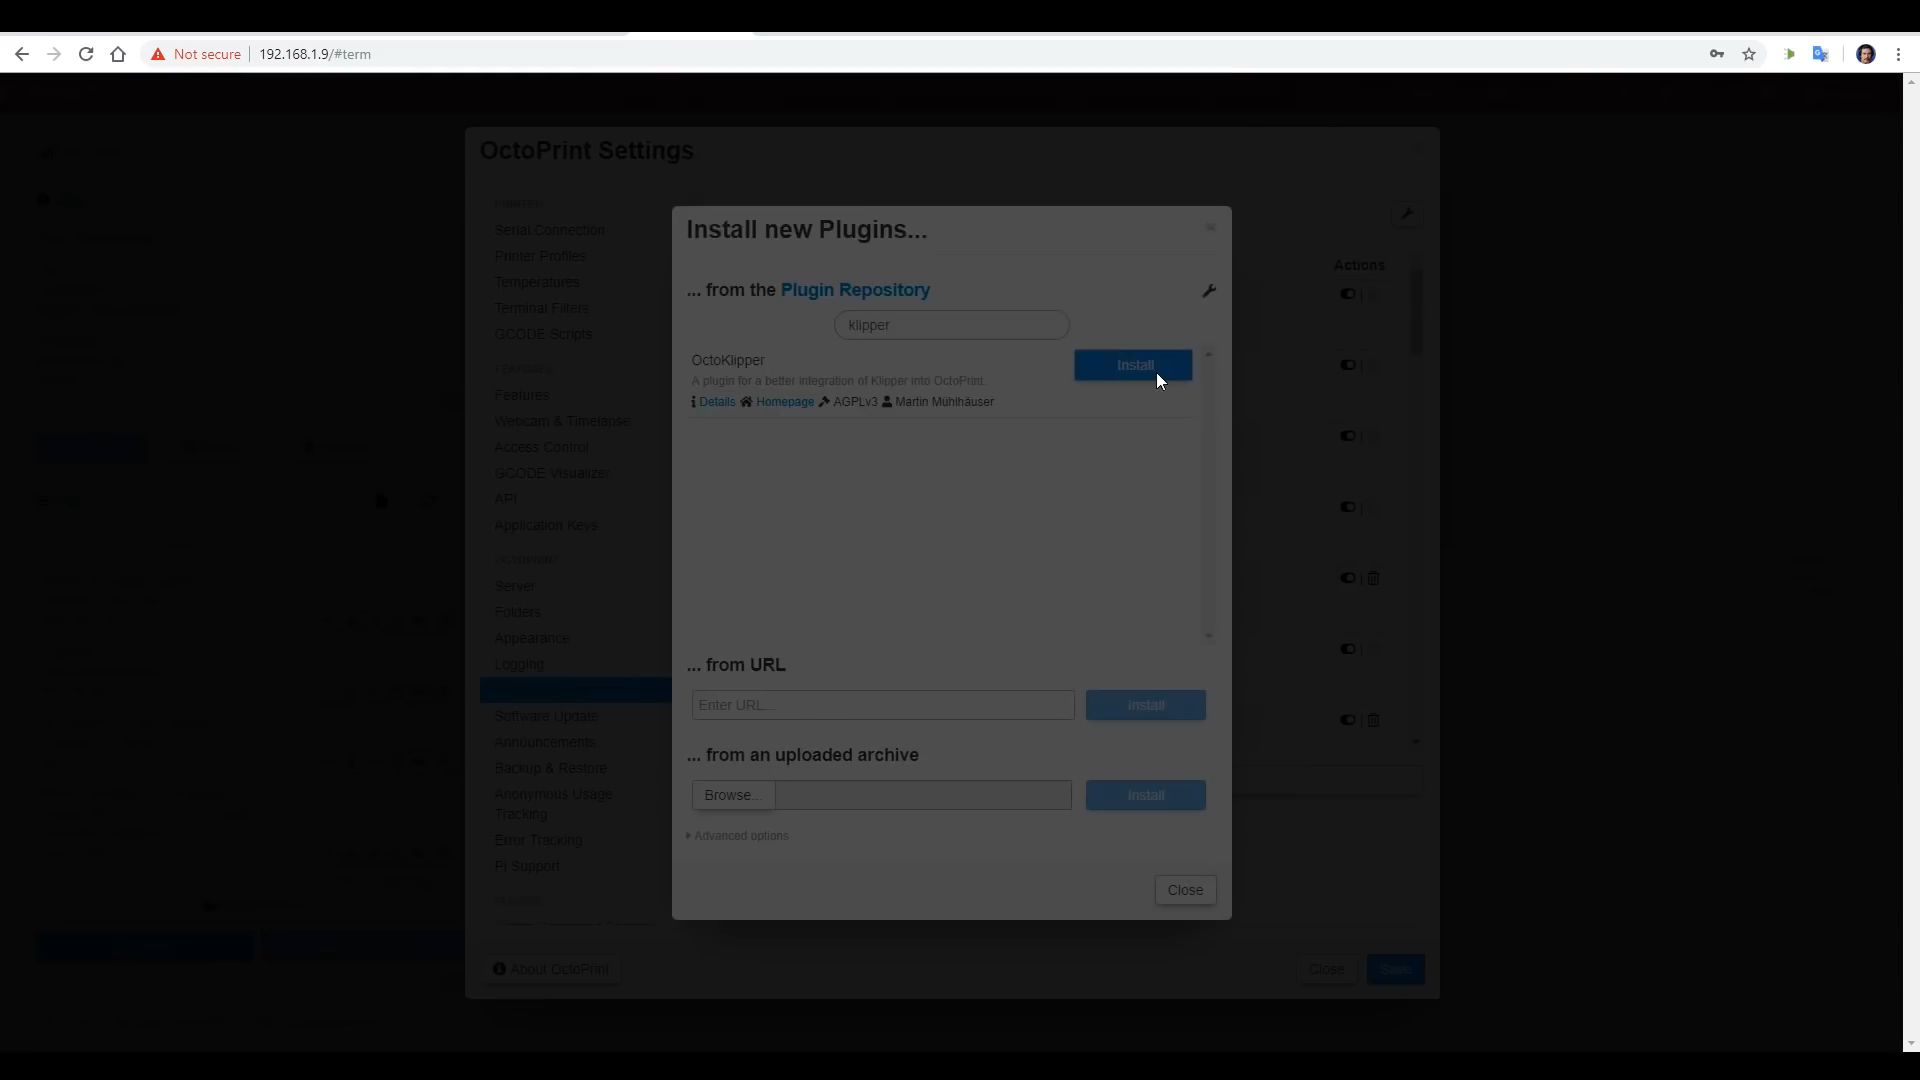 Not secure
192.168.1.9/#term
OctoPrint Settings
PRINTER
Serial Connection
Printer Profiles
Temperatures
Terminal Filters
GCODE Scripts
FEATURES
Features
Webcam & Timelapse
Access Control
GCODE Visualizer
API
Application Keys
OCTOPRINT
Server
Folders
Appearance
Logging
Software Update
Announcements
Backup & Restore
Anonymous Usage
Tracking
Error Tracking
Pi Support
PLUGINS
About OctoPrint
Actions
Install new Plugins...
... from the Plugin Repository
klipper
OctoKlipper
Install
A plugin for a better integration of Klipper into OctoPrint.
Details Homepage AGPLv3 Martin Mühlhäuser
... from URL
Enter URL...
Install
... from an uploaded archive
Browse...
Install
Advanced options
Close
Close
Save